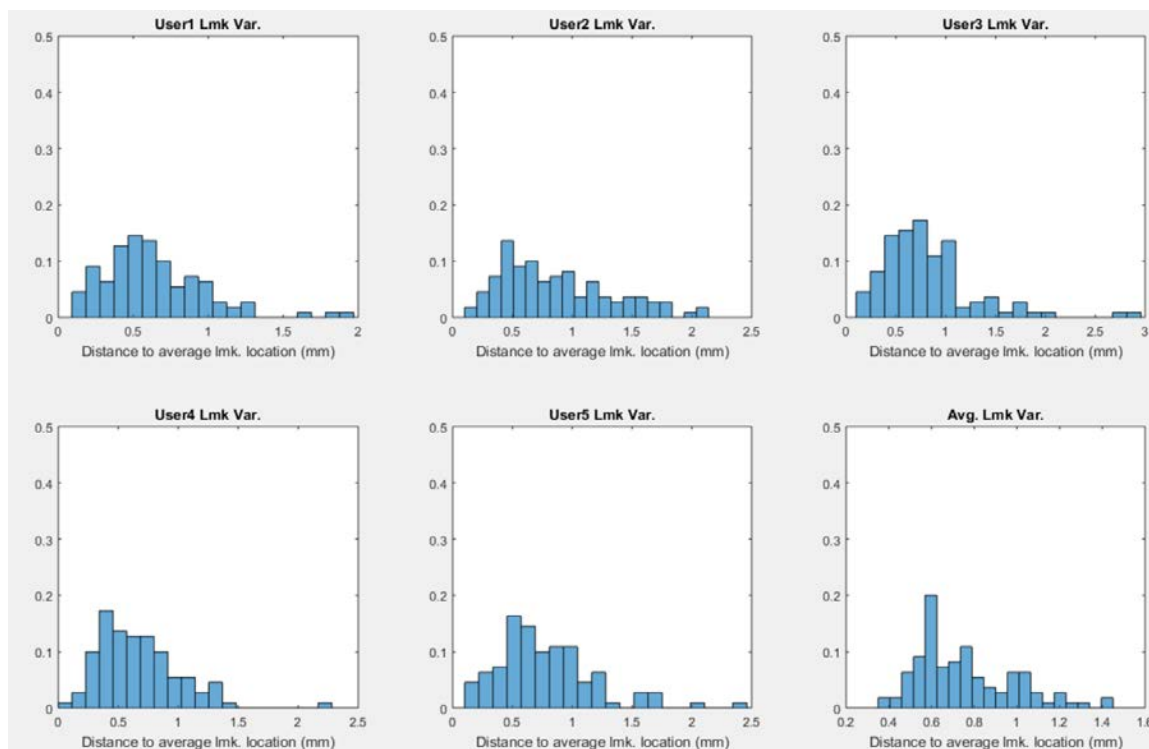 User1 Lmk Var.
0.5
0.4
0.3
0.2
0.1
0
0 0.5 1 1.5 2
Distance to average lmk. location (mm)
User2 Lmk Var.
0.5
0.4
0.3
0.2
0.1
0
0 0.5 1 1.5 2 2.5
Distance to average lmk. location (mm)
User3 Lmk Var.
0.5
0.4
0.3
0.2
0.1
0
0 0.5 1 1.5 2 2.5 3
Distance to average lmk. location (mm)
User4 Lmk Var.
0.5
0.4
0.3
0.2
0.1
0
0 0.5 1 1.5 2 2.5
Distance to average lmk. location (mm)
User5 Lmk Var.
0.5
0.4
0.3
0.2
0.1
0
0 0.5 1 1.5 2 2.5
Distance to average lmk. location (mm)
Avg. Lmk Var.
0.5
0.4
0.3
0.2
0.1
0
0.2 0.4 0.6 0.8 1 1.2 1.4 1.6
Distance to average lmk. location (mm)